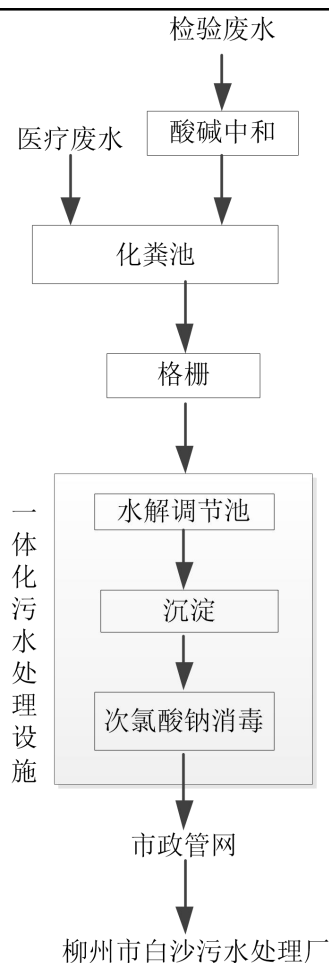 检验废水
医疗废水
酸碱中和
化粪池
格栅
一体化污水处理设施
水解调节池
沉淀
次氯酸钠消毒
市政管网
柳州市白沙污水处理厂